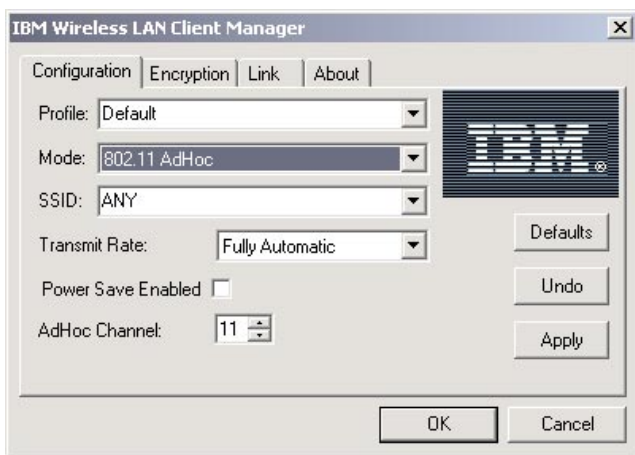 IBM Wireless LAN Client Manager
Configuration Encryption Link About
Profile: Default
Mode: 802.11 AdHoc
IBM®
SSID: ANY
Transmit Rate: Fully Automatic
Defaults
Power Save Enabled
Undo
AdHoc Channel: 11
Apply
OK Cancel